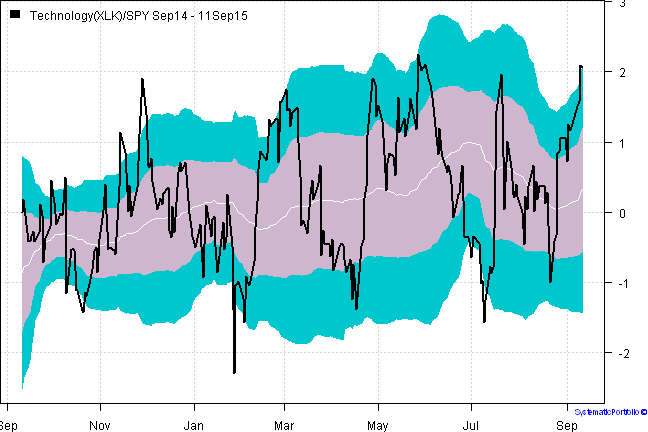 Technology(XLK)/SPY Sep14 - 11Sep15
3
2
1
0
-1
-2
Sep Nov Jan Mar May Jul Sep
SystematicPortfolio ©